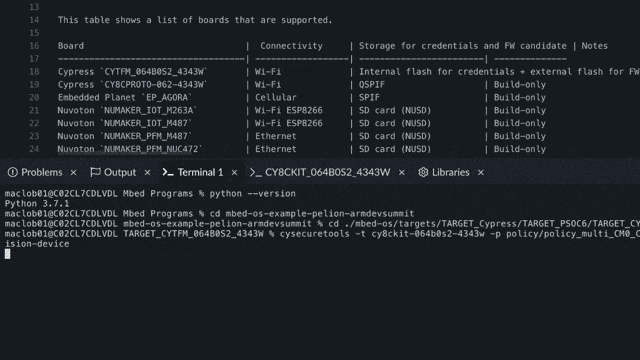 13
14 This table shows a list of boards that are supported.
15
16 Board | Connectivity | Storage for credentials and FW candidate | Notes
17 -----------------------------------|------------------|------------------------|--------------
18 Cypress `CYTFM_064B0S2_4343W` | Wi-Fi | Internal flash for credentials + external flash for FW
19 Cypress `CY8CPROTO-062-4343W` | Wi-Fi | QSPIF | Build-only
20 Embedded Planet `EP_AGORA` | Cellular | SPIF | Build-only
21 Nuvoton `NUMAKER_IOT_M263A` | Wi-Fi ESP8266 | SD card (NUSD) | Build-only
22 Nuvoton `NUMAKER_IOT_M487` | Wi-Fi ESP8266 | SD card (NUSD) | Build-only
23 Nuvoton `NUMAKER_PFM_M487` | Ethernet | SD card (NUSD) | Build-only
24 Nuvoton `NUMAKER_PFM_NUC472` | Ethernet | SD card (NUSD) | Build-only
Problems × Output × >_ Terminal 1 × >_ CY8CKIT_064B0S2_4343W × Libraries ×
maclob01@C02CL7CDLVDL Mbed Programs % python --version
Python 3.7.1
maclob01@C02CL7CDLVDL Mbed Programs % cd mbed-os-example-pelion-armdevsummit
maclob01@C02CL7CDLVDL mbed-os-example-pelion-armdevsummit % cd ./mbed-os/targets/TARGET_Cypress/TARGET_PSOC6/TARGET_CY
maclob01@C02CL7CDLVDL TARGET_CYTFM_064B0S2_4343W % cysecuretools -t cy8ckit-064b0s2-4343w -p policy/policy_multi_CM0_C
ision-device